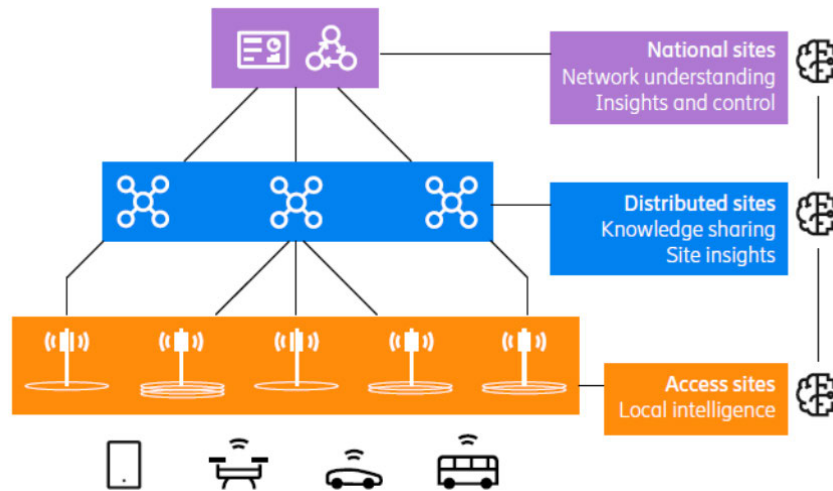 National sites
Network understanding
Insights and control
Distributed sites
Knowledge sharing
Site insights
Access sites
Local intelligence